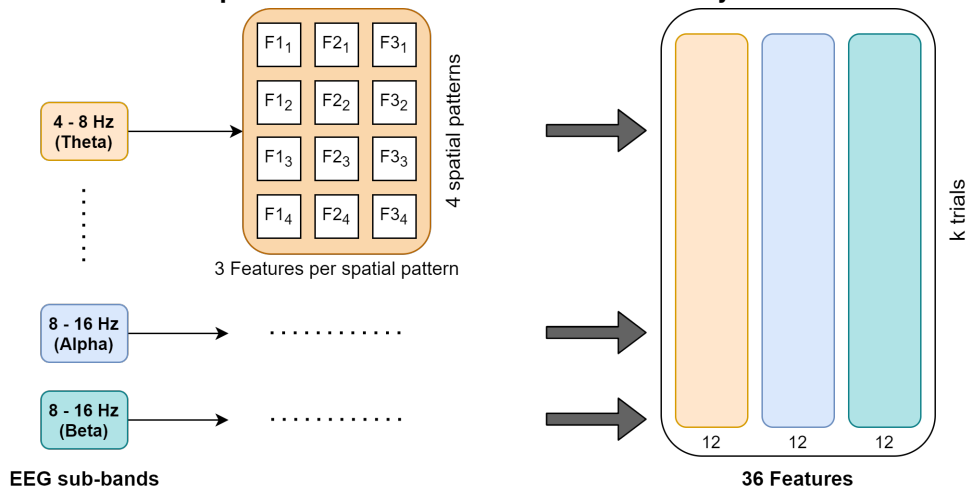 F1₁ F2₁ F3₁
F1₂ F2₂ F3₂
F1₃ F2₃ F3₃
F1₄ F2₄ F3₄
4 spatial patterns
3 Features per spatial pattern
4 - 8 Hz
(Theta)
8 - 16 Hz
(Alpha)
8 - 16 Hz
(Beta)
EEG sub-bands
k trials
12 12 12
36 Features